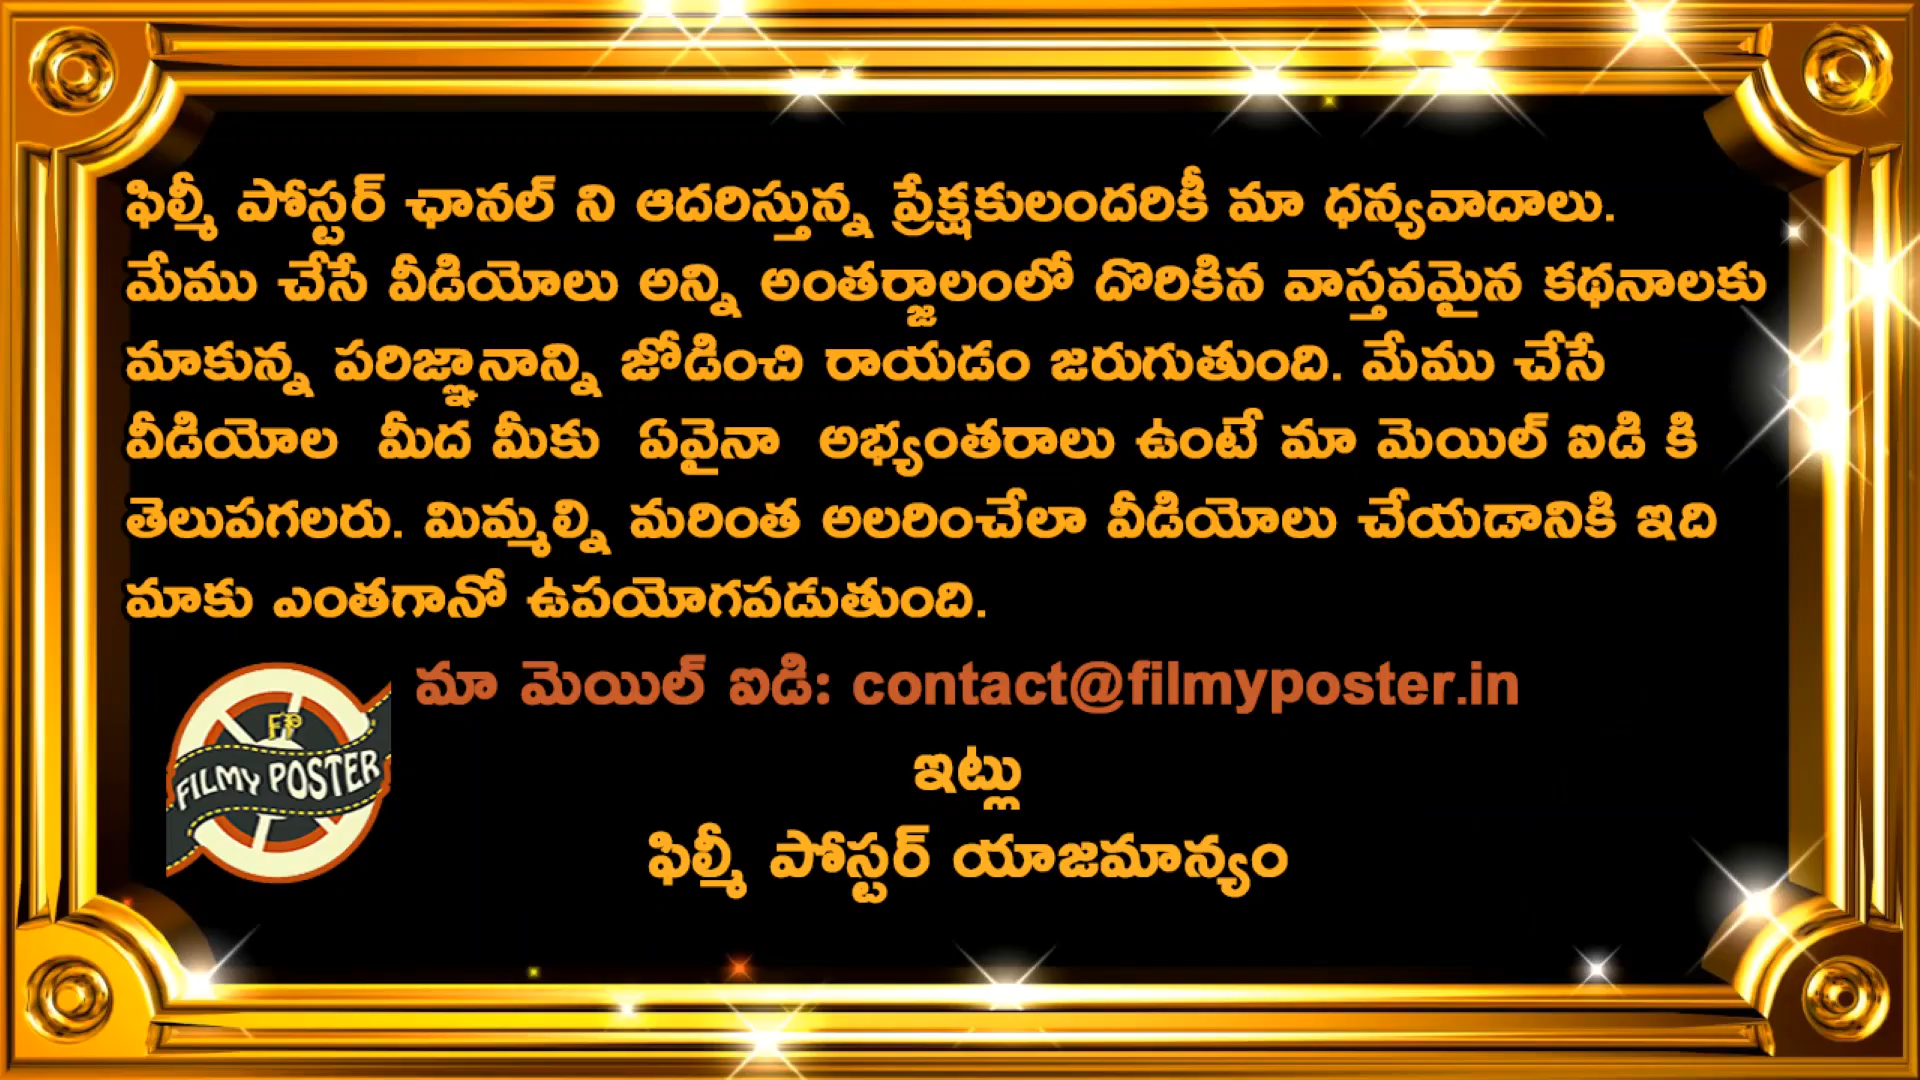 ఫిల్మీ పోస్టర్ ఛానల్ ని ఆదరిస్తున్న ప్రేక్షకులందరికీ మా ధన్యవాదాలు.
మేము చేసే వీడియోలు అన్ని అంతర్జాలంలో దొరికిన వాస్తవమైన కథనాలకు
మాకున్న పరిజ్ఞానాన్ని జోడించి రాయడం జరుగుతుంది. మేము చేసే
వీడియోల మీద మీకు ఏవైనా అభ్యంతరాలు ఉంటే మా మెయిల్ ఐడి కి
తెలుపగలరు. మిమ్మల్ని మరింత అలరించేలా వీడియోలు చేయడానికి ఇది
మాకు ఎంతగానో ఉపయోగపడుతుంది.
మా మెయిల్ ఐడి: contact@filmyposter.in
FP
FILMY POSTER
ఇట్లు
ఫిల్మీ పోస్టర్ యాజమాన్యం